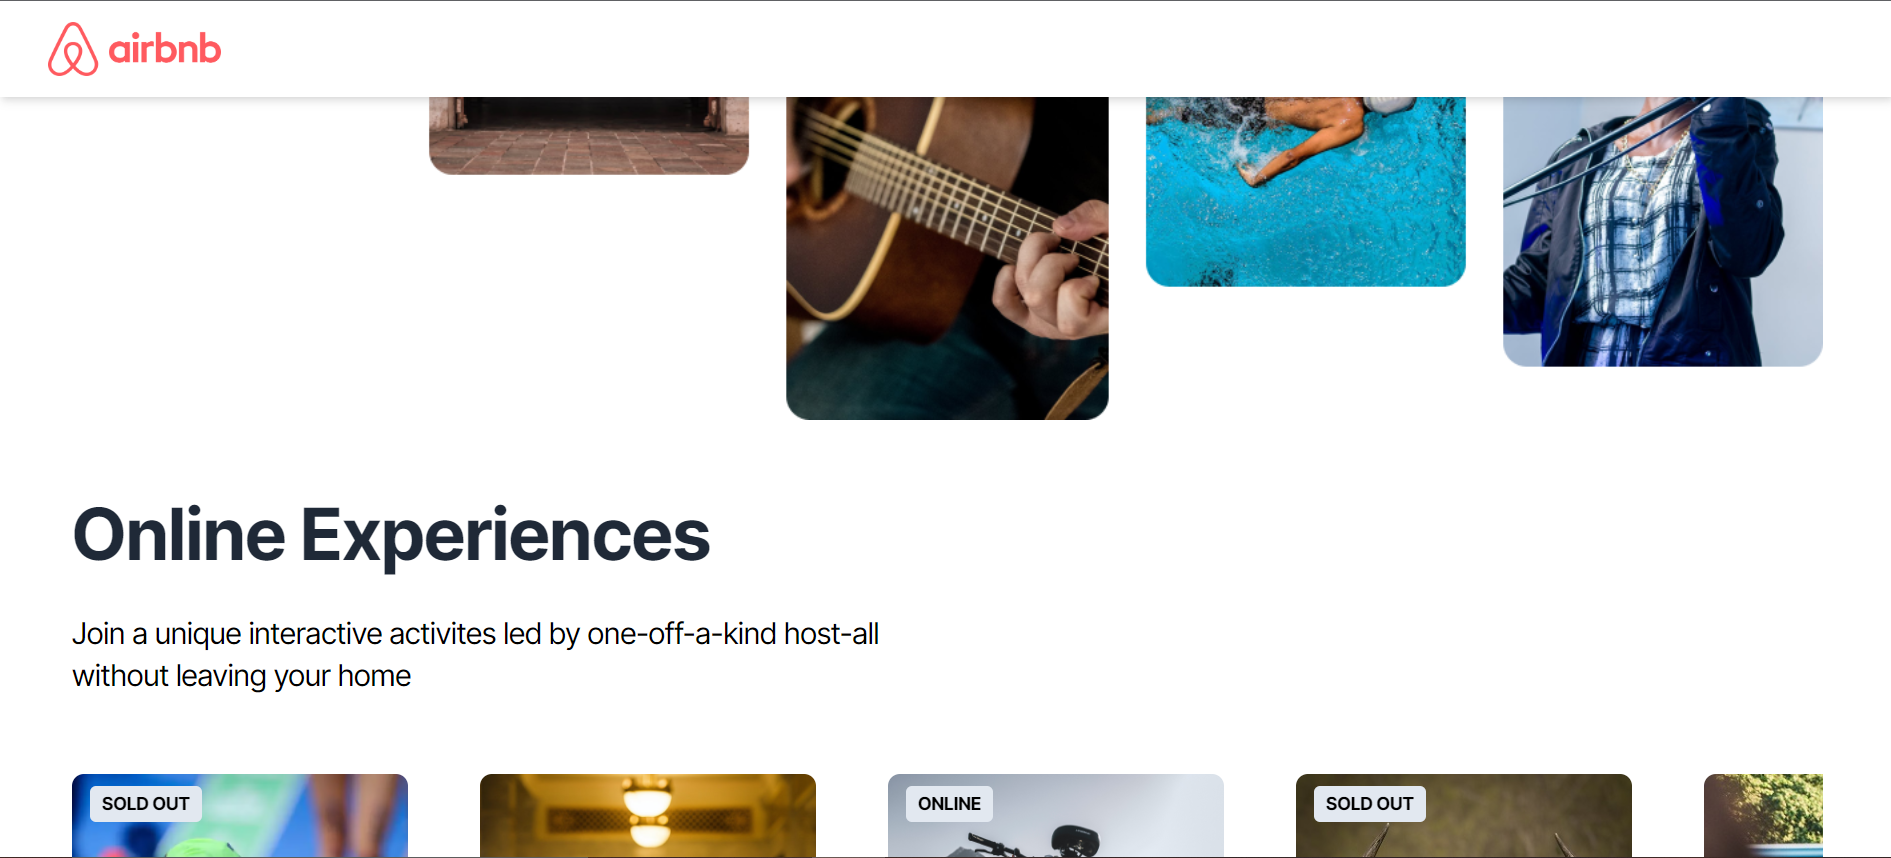 airbnb
Online Experiences
Join a unique interactive activites led by one-off-a-kind host-all
without leaving your home
SOLD OUT
ONLINE
SOLD OUT